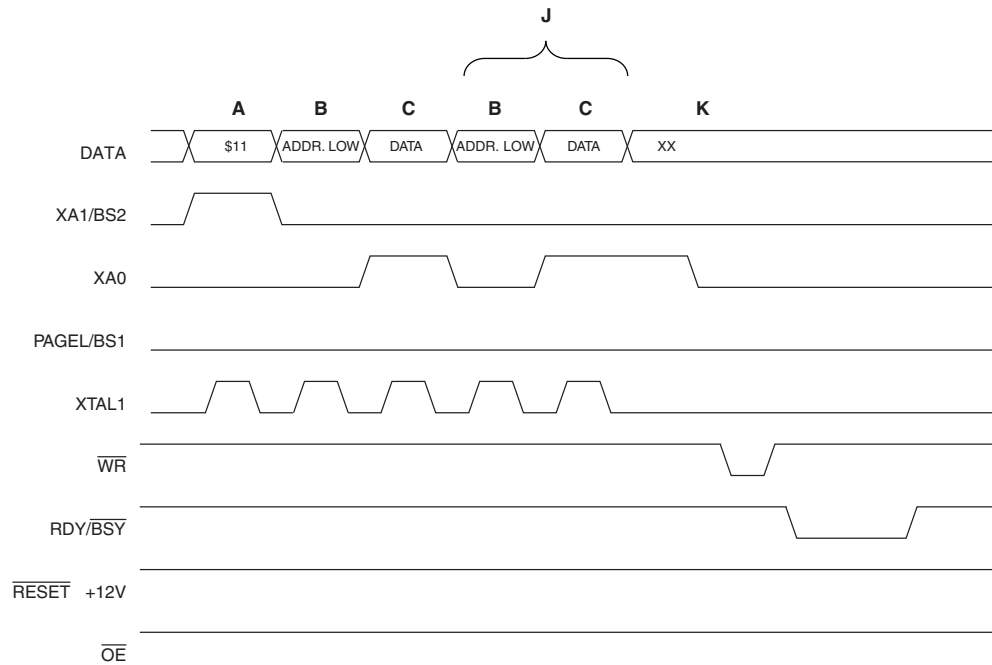 J
A B C B C K
DATA $11 ADDR. LOW DATA ADDR. LOW DATA XX
XA1/BS2
XA0
PAGEL/BS1
XTAL1
WR
RDY/BSY
RESET +12V
OE